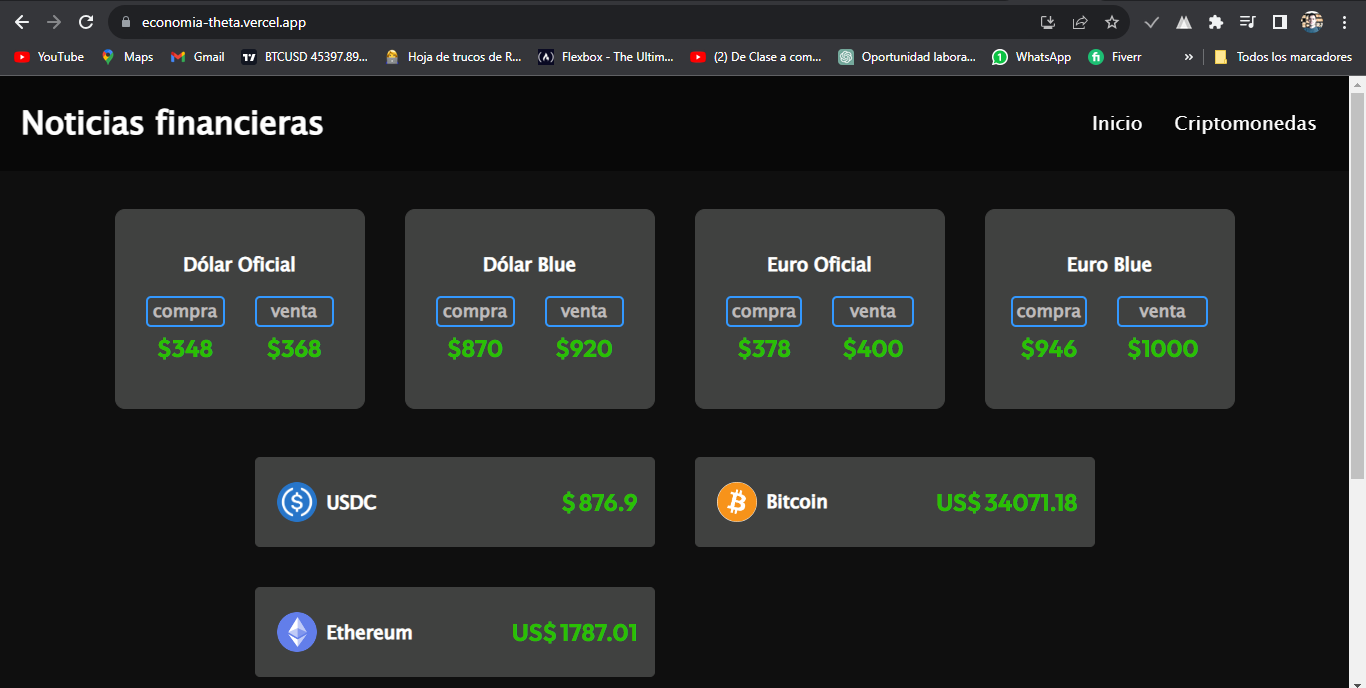 economia-theta.vercel.app
YouTube Maps Gmail BTCUSD 45397.89... Hoja de trucos de R... Flexbox - The Ultim... (2) De Clase a com... Oportunidad labora... WhatsApp Fiverr » Todos los marcadores
Noticias financieras Inicio Criptomonedas
Dólar Oficial Dólar Blue Euro Oficial Euro Blue
compra venta compra venta compra venta compra venta
$348 $368 $870 $920 $378 $400 $946 $1000
USDC $ 876.9 Bitcoin US$ 34071.18
Ethereum US$ 1787.01